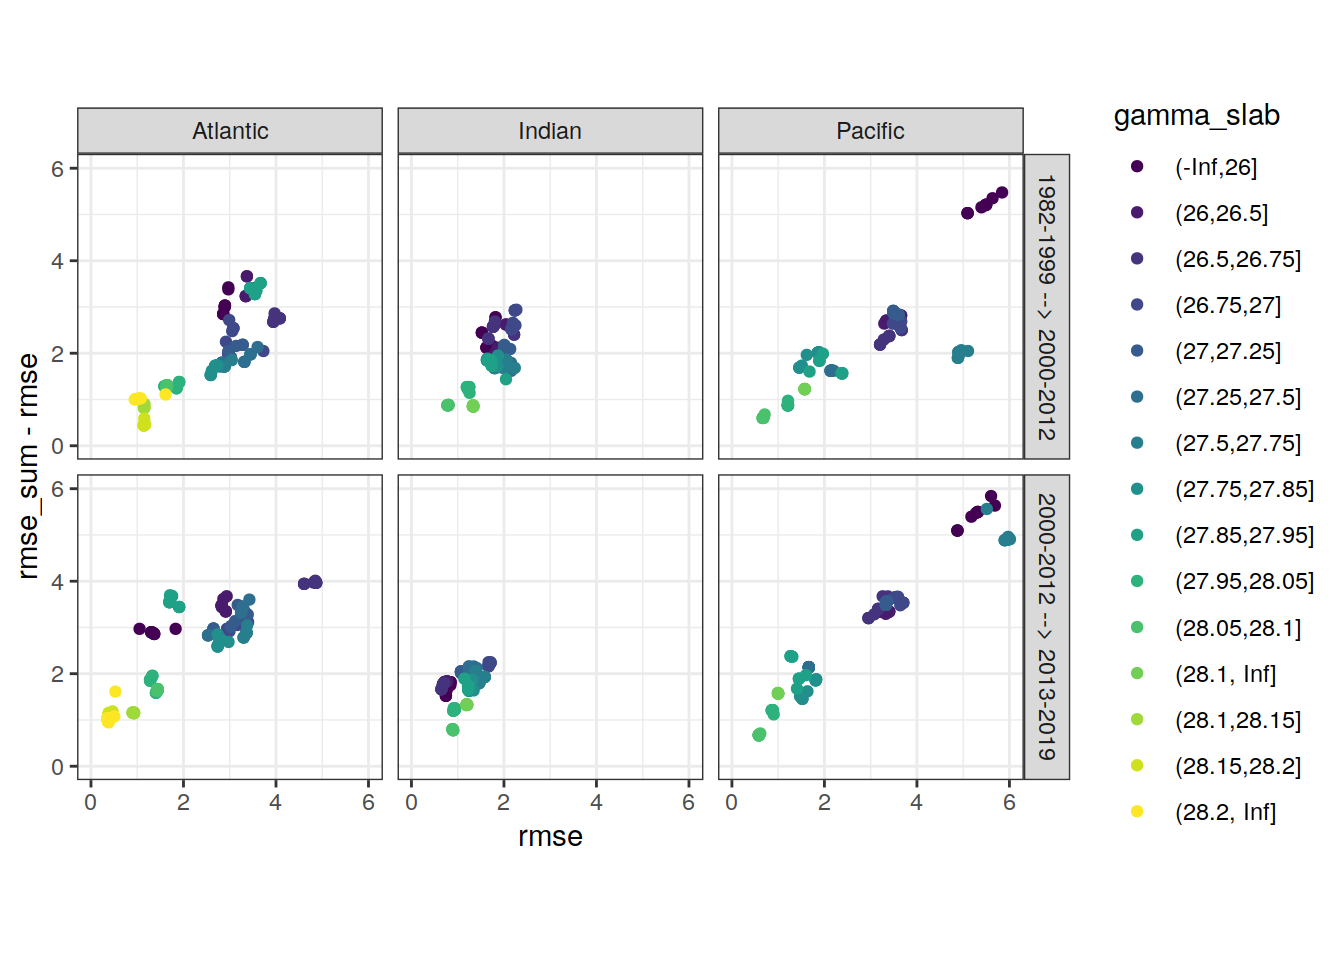 Atlantic
Indian
Pacific
6
4
2
0
1982-1999 --> 2000-2012
6
4
2
0
2000-2012 --> 2013-2019
0 2 4 6
0 2 4 6
0 2 4 6
rmse
rmse_sum - rmse
gamma_slab
(-Inf,26]
(26,26.5]
(26.5,26.75]
(26.75,27]
(27,27.25]
(27.25,27.5]
(27.5,27.75]
(27.75,27.85]
(27.85,27.95]
(27.95,28.05]
(28.05,28.1]
(28.1, Inf]
(28.1,28.15]
(28.15,28.2]
(28.2, Inf]